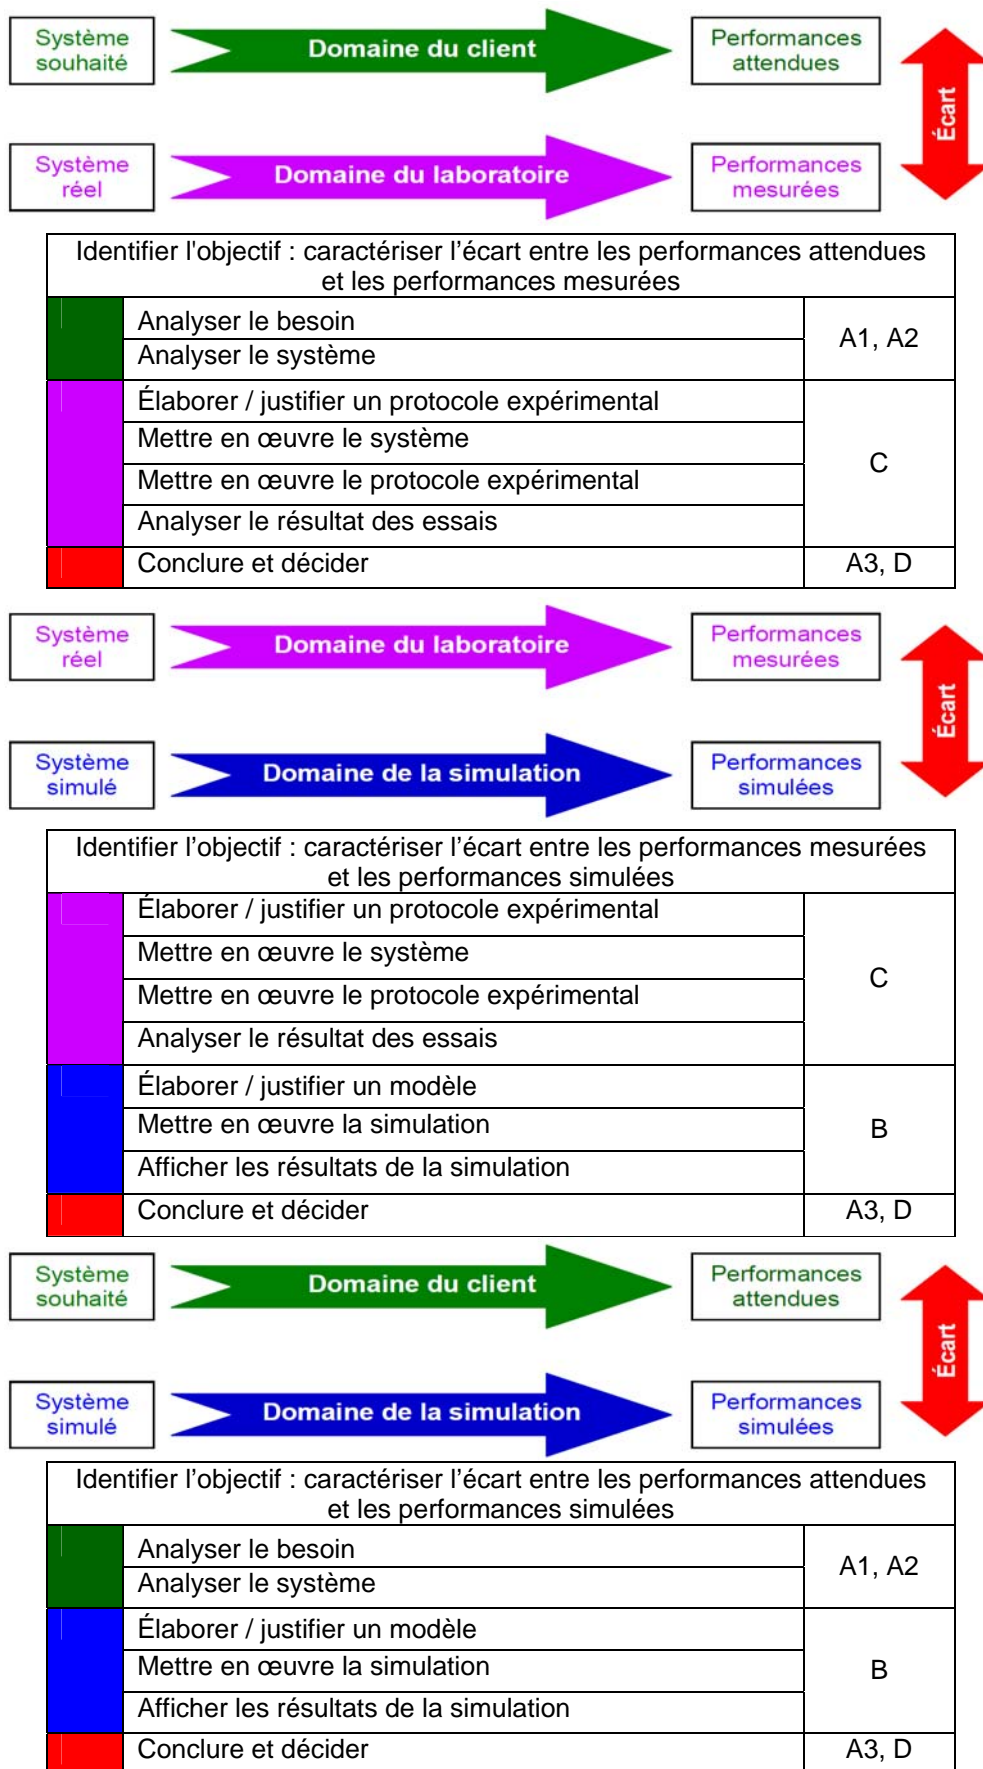 Système
souhaité
Domaine du client
Performances
attendues
Écart
Système
réel
Domaine du laboratoire
Performances
mesurées
Identifier l'objectif : caractériser l’écart entre les performances attendues
et les performances mesurées
Analyser le besoin
Analyser le système
A1, A2
Élaborer / justifier un protocole expérimental
Mettre en œuvre le système
Mettre en œuvre le protocole expérimental
Analyser le résultat des essais
C
Conclure et décider
A3, D
Système
réel
Domaine du laboratoire
Performances
mesurées
Écart
Système
simulé
Domaine de la simulation
Performances
simulées
Identifier l’objectif : caractériser l’écart entre les performances mesurées
et les performances simulées
Élaborer / justifier un protocole expérimental
Mettre en œuvre le système
Mettre en œuvre le protocole expérimental
Analyser le résultat des essais
C
Élaborer / justifier un modèle
Mettre en œuvre la simulation
Afficher les résultats de la simulation
B
Conclure et décider
A3, D
Système
souhaité
Domaine du client
Performances
attendues
Écart
Système
simulé
Domaine de la simulation
Performances
simulées
Identifier l’objectif : caractériser l’écart entre les performances attendues
et les performances simulées
Analyser le besoin
Analyser le système
A1, A2
Élaborer / justifier un modèle
Mettre en œuvre la simulation
Afficher les résultats de la simulation
B
Conclure et décider
A3, D